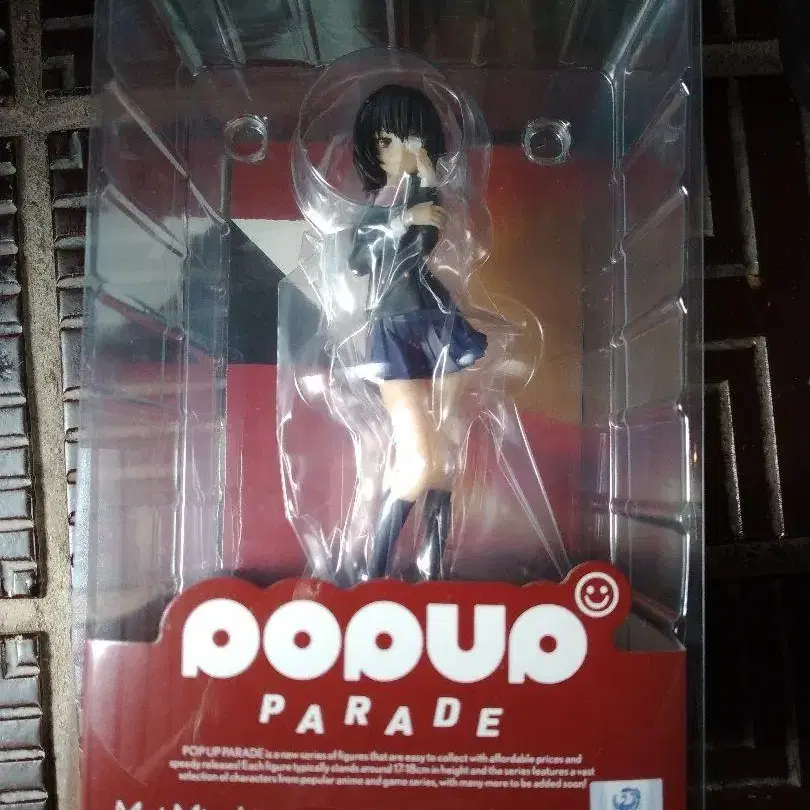 POPUP
PARADE
POP UP PARADE is a new series of figures that are easy to collect with affordable prices and
speedy releases! Each figure typically stands around 17-18cm in height and the series features a vast
selection of characters from popular anime and game series, with many more to be added soon!